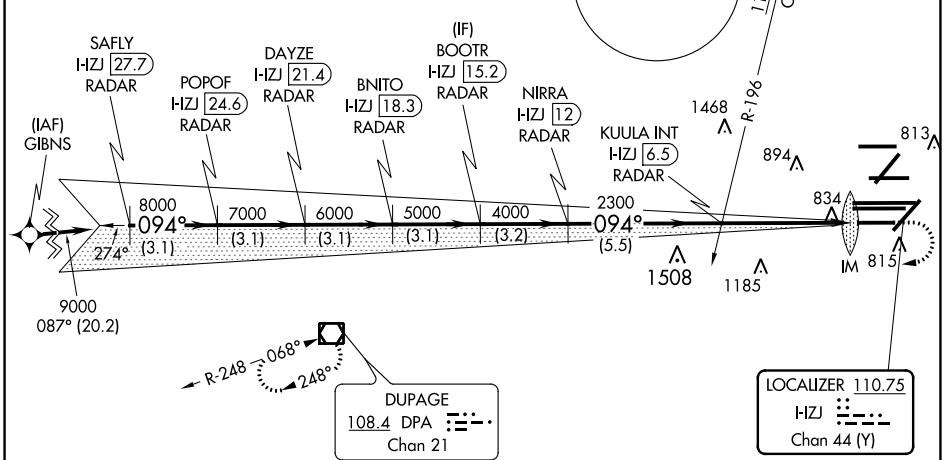 SAFLY
I-IZJ 27.7
RADAR
POPOF
I-IZJ 24.6
RADAR
DAYZE
I-IZJ 21.4
RADAR
BNITO
I-IZJ 18.3
RADAR
(IF)
BOOTR
I-IZJ 15.2
RADAR
NIRRA
I-IZJ 12
RADAR
KUULA INT
I-IZJ 6.5
RADAR
(IAF)
GIBNS
R-196
1468
894
813
834
815
IM
8000
7000
6000
5000
4000
2300
094°
094°
(3.1)
(3.1)
(3.1)
(3.1)
(3.2)
(5.5)
274°
9000
087° (20.2)
1508
1185
R-248
068°
248°
DUPAGE
108.4 DPA
Chan 21
LOCALIZER 110.75
I-IZJ
Chan 44 (Y)